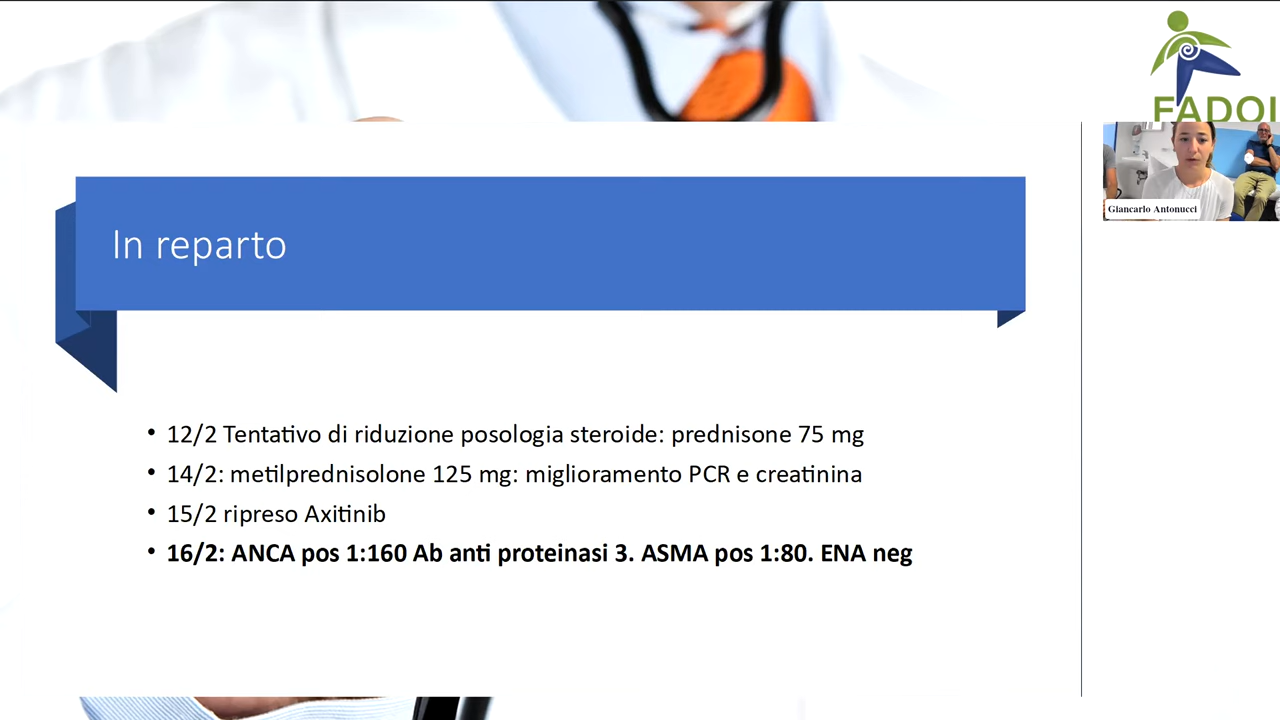 FADOI
Giancarlo Antonucci
In reparto
• 12/2 Tentativo di riduzione posologia steroide: prednisone 75 mg
• 14/2: metilprednisolone 125 mg: miglioramento PCR e creatinina
• 15/2 ripreso Axitinib
• 16/2: ANCA pos 1:160 Ab anti proteinasi 3. ASMA pos 1:80. ENA neg